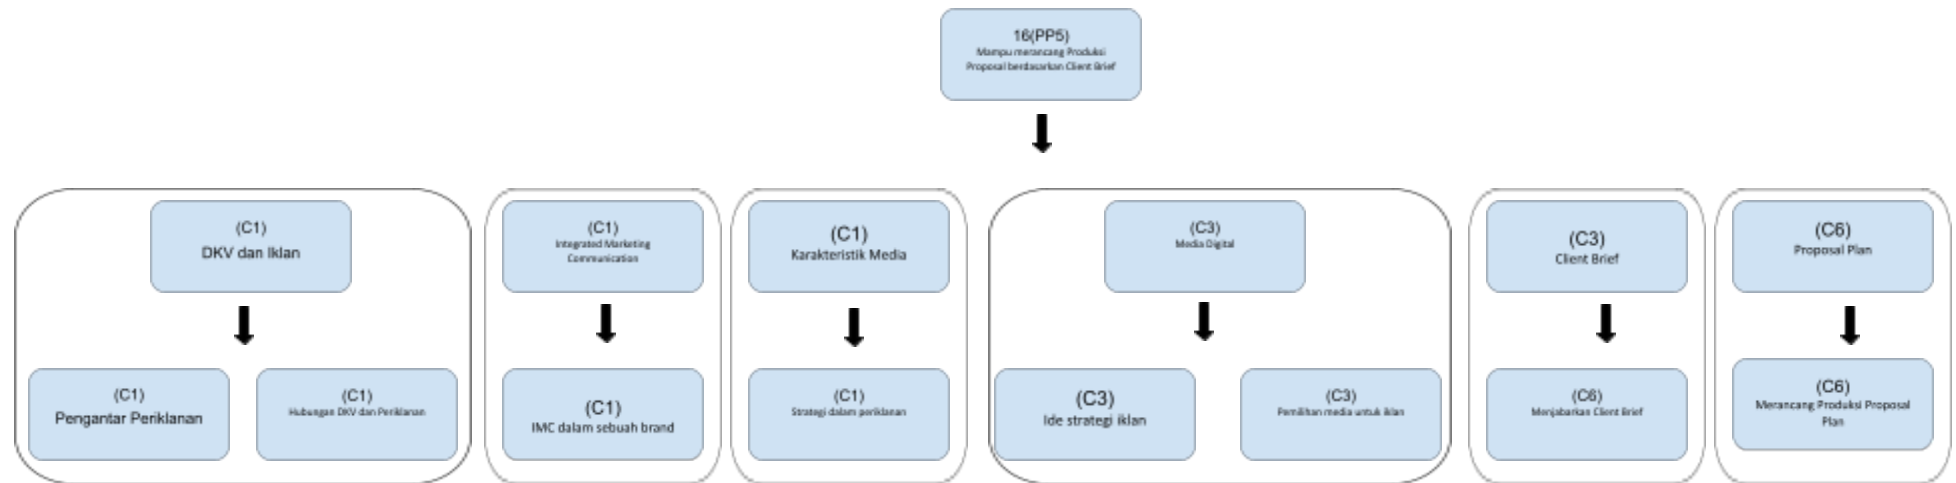 16(PP5)
Mampu merancang Produksi
Proposal berdasarkan Client Brief
(C1)
DKV dan Iklan
(C1)
Integrated Marketing
Communication
(C1)
Karakteristik Media
(C3)
Media Digital
(C3)
Client Brief
(C6)
Proposal Plan
(C1)
Pengantar Periklanan
(C1)
Hubungan DKV dan Periklanan
(C1)
IMC dalam sebuah brand
(C1)
Strategi dalam periklanan
(C3)
Ide strategi iklan
(C3)
Pemilihan media untuk iklan
(C6)
Menjabarkan Client Brief
(C6)
Merancang Produksi Proposal
Plan